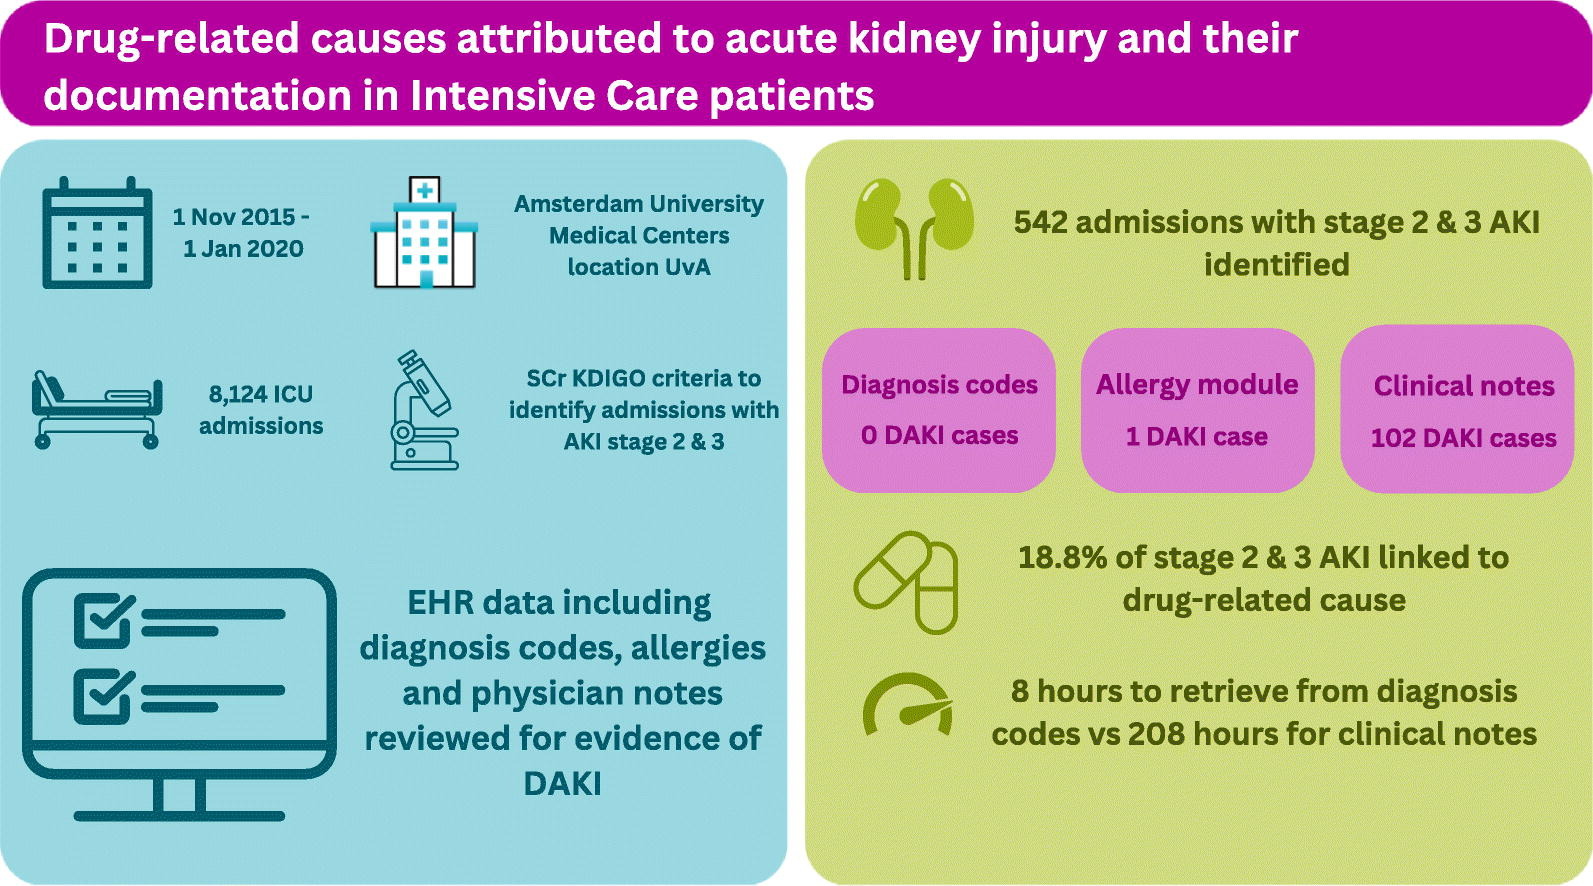 Drug-related causes attributed to acute kidney injury and their
documentation in Intensive Care patients
1 Nov 2015 -
1 Jan 2020
Amsterdam University
Medical Centers
location UvA
8,124 ICU
admissions
SCr KDIGO criteria to
identify admissions with
AKI stage 2 & 3
EHR data including
diagnosis codes, allergies
and physician notes
reviewed for evidence of
DAKI
542 admissions with stage 2 & 3 AKI
identified
Diagnosis codes
0 DAKI cases
Allergy module
1 DAKI case
Clinical notes
102 DAKI cases
18.8% of stage 2 & 3 AKI linked to
drug-related cause
8 hours to retrieve from diagnosis
codes vs 208 hours for clinical notes